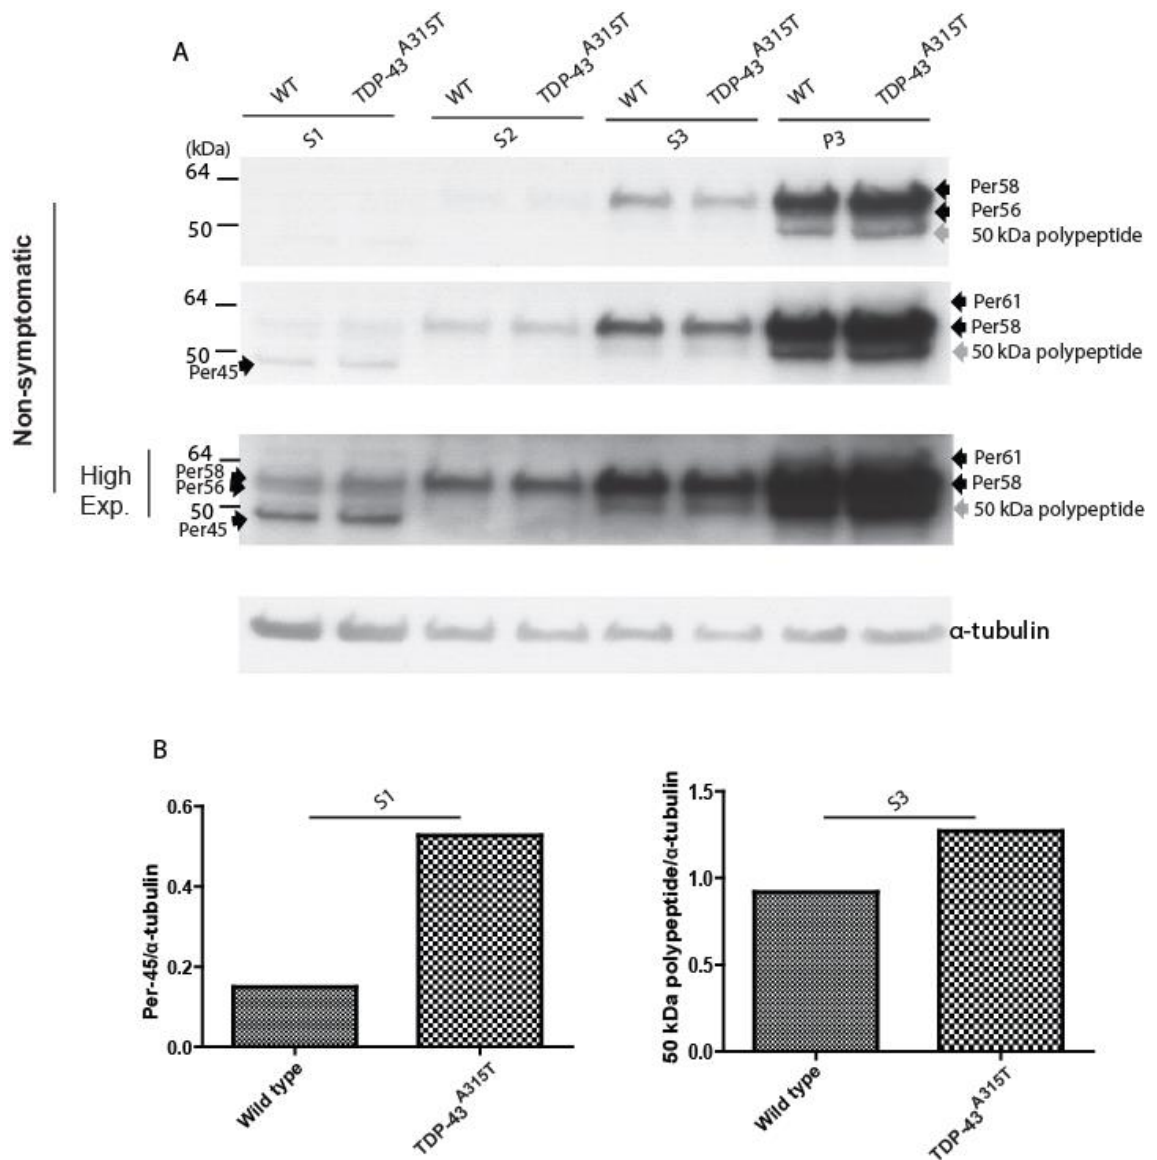 A
WT TDP-43A315T WT TDP-43A315T WT TDP-43A315T WT TDP-43A315T
S1 S2 S3 P3
(kDa)
64
50
Per58
Per56
50 kDa polypeptide
Non-symptomatic
64
50
Per45
Per61
Per58
50 kDa polypeptide
High
Exp.
64
Per58
Per56
50
Per45
Per61
Per58
50 kDa polypeptide
α-tubulin
B
Per-45/α-tubulin
0.6
0.4
0.2
0.0
S1
Wild type
TDP-43A315T
50 kDa polypeptide/α-tubulin
1.5
1.0
0.5
0.0
S3
Wild type
TDP-43A315T